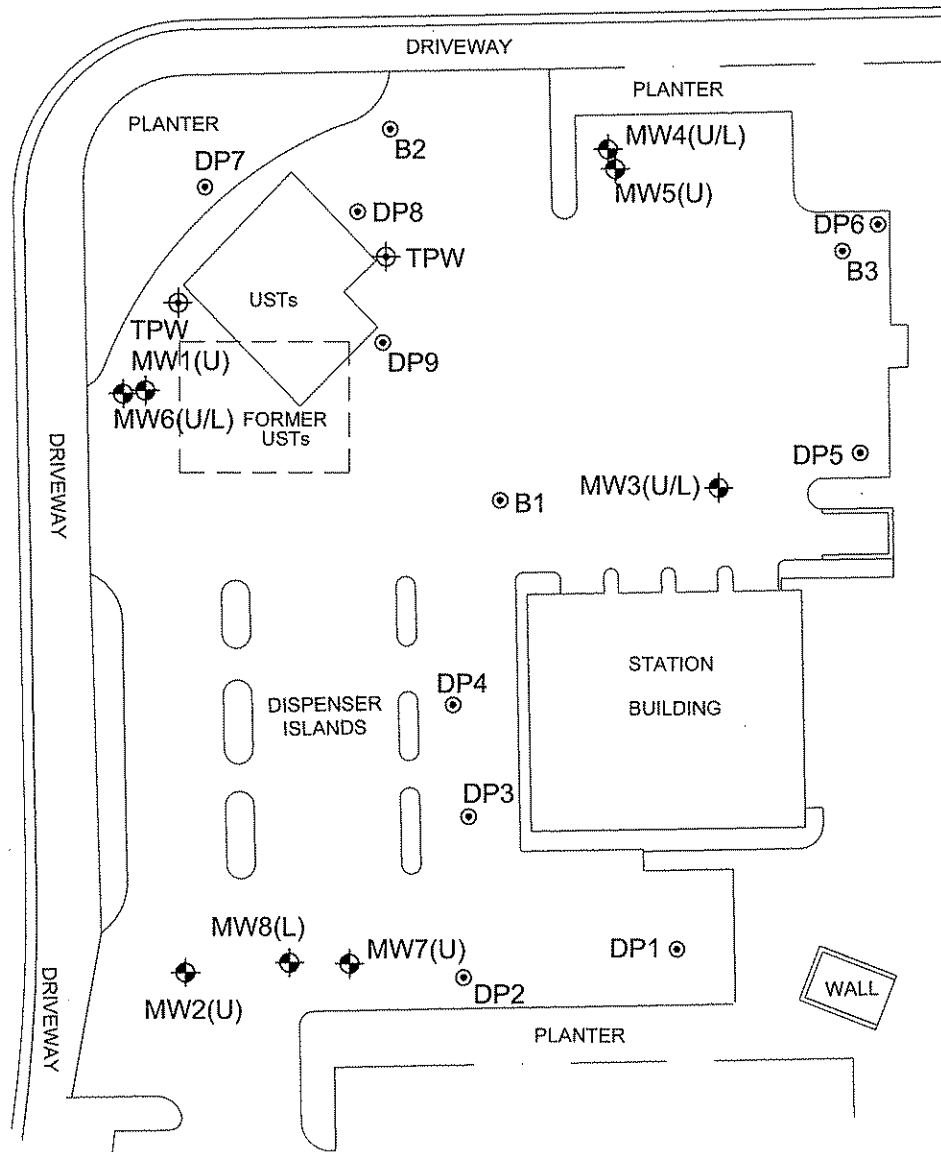 DRIVEWAY
PLANTER
PLANTER
B2
MW4(U/L)
MW5(U)
DP7
DP8
DP6
B3
TPW
USTs
TPW
DP9
MW1(U)
MW6(U/L)
FORMER
USTs
DRIVEWAY
DP5
MW3(U/L)
B1
STATION
BUILDING
DP4
DISPENSER
ISLANDS
DP3
MW8(L)
MW7(U)
DP1
MW2(U)
DP2
WALL
DRIVEWAY
PLANTER